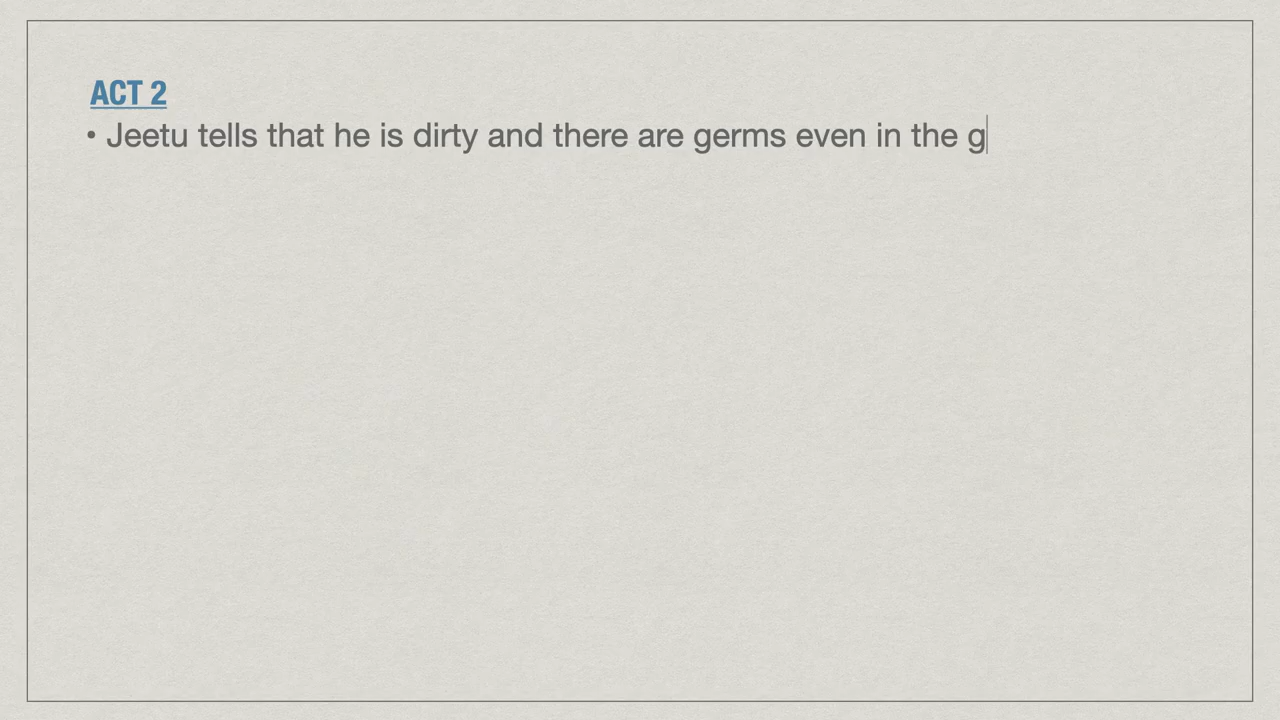 ACT 2
• Jeetu tells that he is dirty and there are germs even in the g